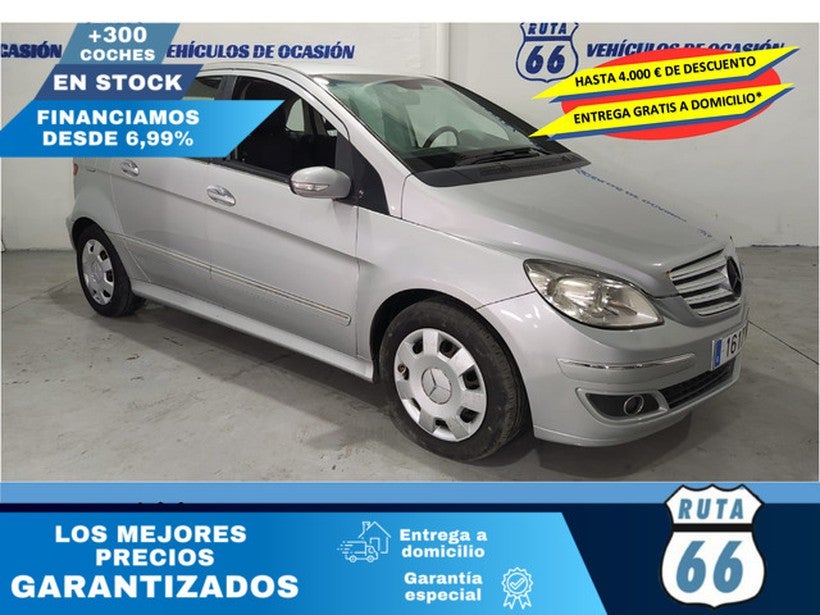 +300
COCHES
EN STOCK
FINANCIAMOS
DESDE 6,99%
CASIÓN
VEHÍCULOS DE OCASIÓN
RUTA
66
VEHÍCULOS DE OCASIÓN
HASTA 4.000 € DE DESCUENTO
ENTREGA GRATIS A DOMICILIO*
LOS MEJORES
PRECIOS
GARANTIZADOS
Entrega a
domicilio
Garantía
especial
RUTA
66